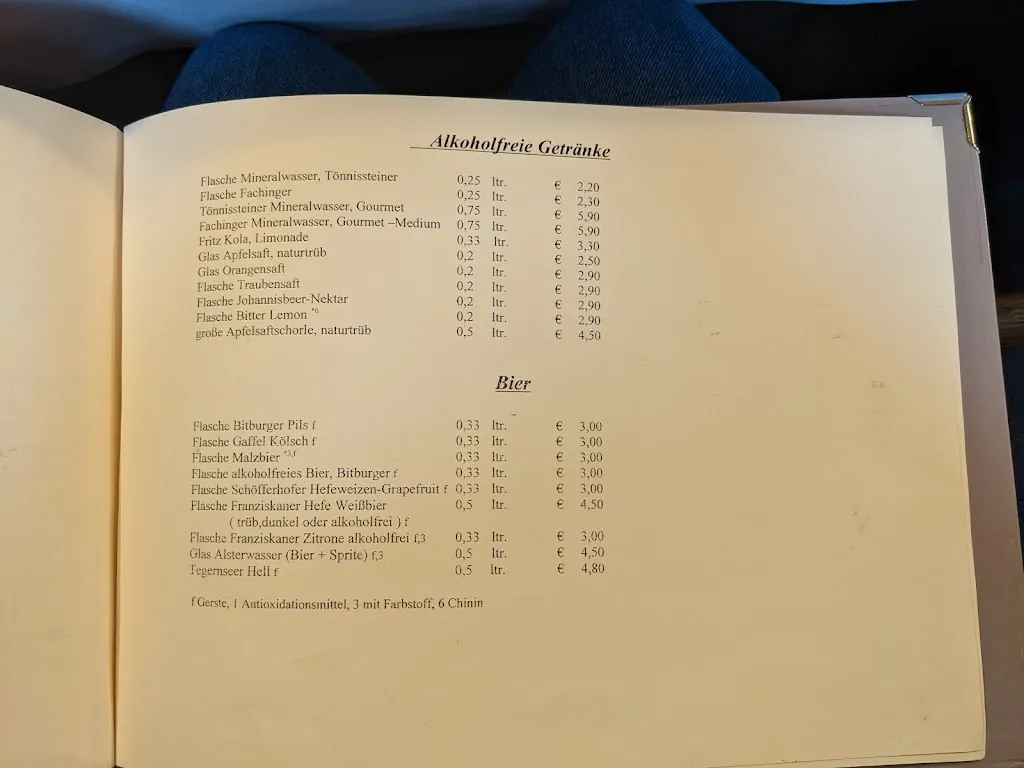 Alkoholfreie Getränke
Flasche Mineralwasser, Tönnissteiner 0,25 ltr. € 2,20
Flasche Fachinger 0,25 ltr. € 2,30
Tönnissteiner Mineralwasser, Gourmet 0,75 ltr. € 5,90
Fachinger Mineralwasser, Gourmet –Medium 0,75 ltr. € 5,90
Fritz Kola, Limonade 0,33 ltr. € 3,30
Glas Apfelsaft, naturtrüb 0,2 ltr. € 2,50
Glas Orangensaft 0,2 ltr. € 2,90
Flasche Traubensaft 0,2 ltr. € 2,90
Flasche Johannisbeer-Nektar 0,2 ltr. € 2,90
Flasche Bitter Lemon *6 0,2 ltr. € 2,90
große Apfelsaftschorle, naturtrüb 0,5 ltr. € 4,50
Bier
Flasche Bitburger Pils f 0,33 ltr. € 3,00
Flasche Gaffel Kölsch f 0,33 ltr. € 3,00
Flasche Malzbier *3,f 0,33 ltr. € 3,00
Flasche alkoholfreies Bier, Bitburger f 0,33 ltr. € 3,00
Flasche Schöfferhofer Hefeweizen-Grapefruit f 0,33 ltr. € 3,00
Flasche Franziskaner Hefe Weißbier 0,5 ltr. € 4,50
( trüb,dunkel oder alkoholfrei ) f
Flasche Franziskaner Zitrone alkoholfrei f,3 0,33 ltr. € 3,00
Glas Alsterwasser (Bier + Sprite) f,3 0,5 ltr. € 4,50
Tegernseer Hell f 0,5 ltr. € 4,80
f Gerste, 1 Antioxidationsmittel, 3 mit Farbstoff, 6 Chinin